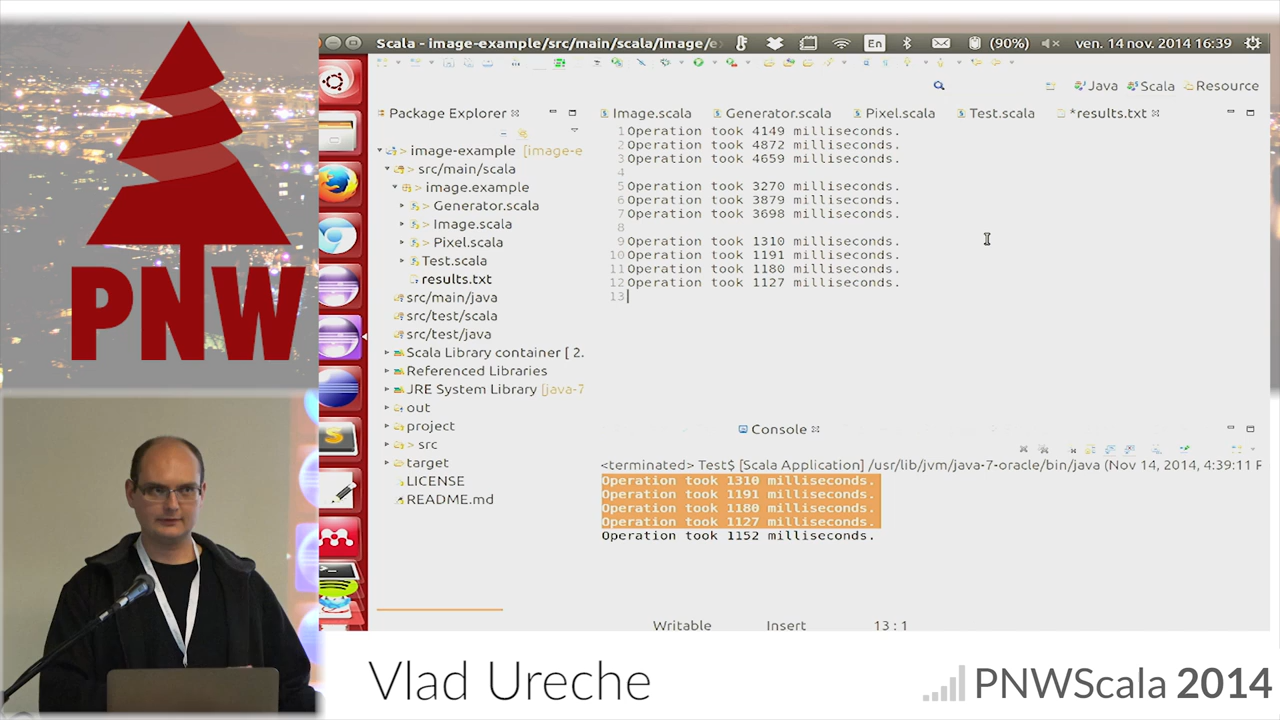 PNW
Scala - image-example/src/main/scala/image/e
En
(90%)
ven. 14 nov. 2014 16:39
Java
Scala
Resource
Package Explorer
Image.scala
Generator.scala
Pixel.scala
Test.scala
*results.txt
> image-example [image-e
> src/main/scala
> image.example
> Generator.scala
> Image.scala
> Pixel.scala
Test.scala
results.txt
src/main/java
src/test/scala
src/test/java
Scala Library container [ 2.
Referenced Libraries
JRE System Library [java-7
out
project
> src
target
LICENSE
README.md
1 Operation took 4149 milliseconds.
2 Operation took 4872 milliseconds.
3 Operation took 4659 milliseconds.
4
5 Operation took 3270 milliseconds.
6 Operation took 3879 milliseconds.
7 Operation took 3698 milliseconds.
8
9 Operation took 1310 milliseconds.
10 Operation took 1191 milliseconds.
11 Operation took 1180 milliseconds.
12 Operation took 1127 milliseconds.
13
Console
<terminated> Test$ [Scala Application] /usr/lib/jvm/java-7-oracle/bin/java (Nov 14, 2014, 4:39:11 P
Operation took 1310 milliseconds.
Operation took 1191 milliseconds.
Operation took 1180 milliseconds.
Operation took 1127 milliseconds.
Operation took 1152 milliseconds.
Writable
Insert
13 : 1
Vlad Ureche
PNWScala 2014